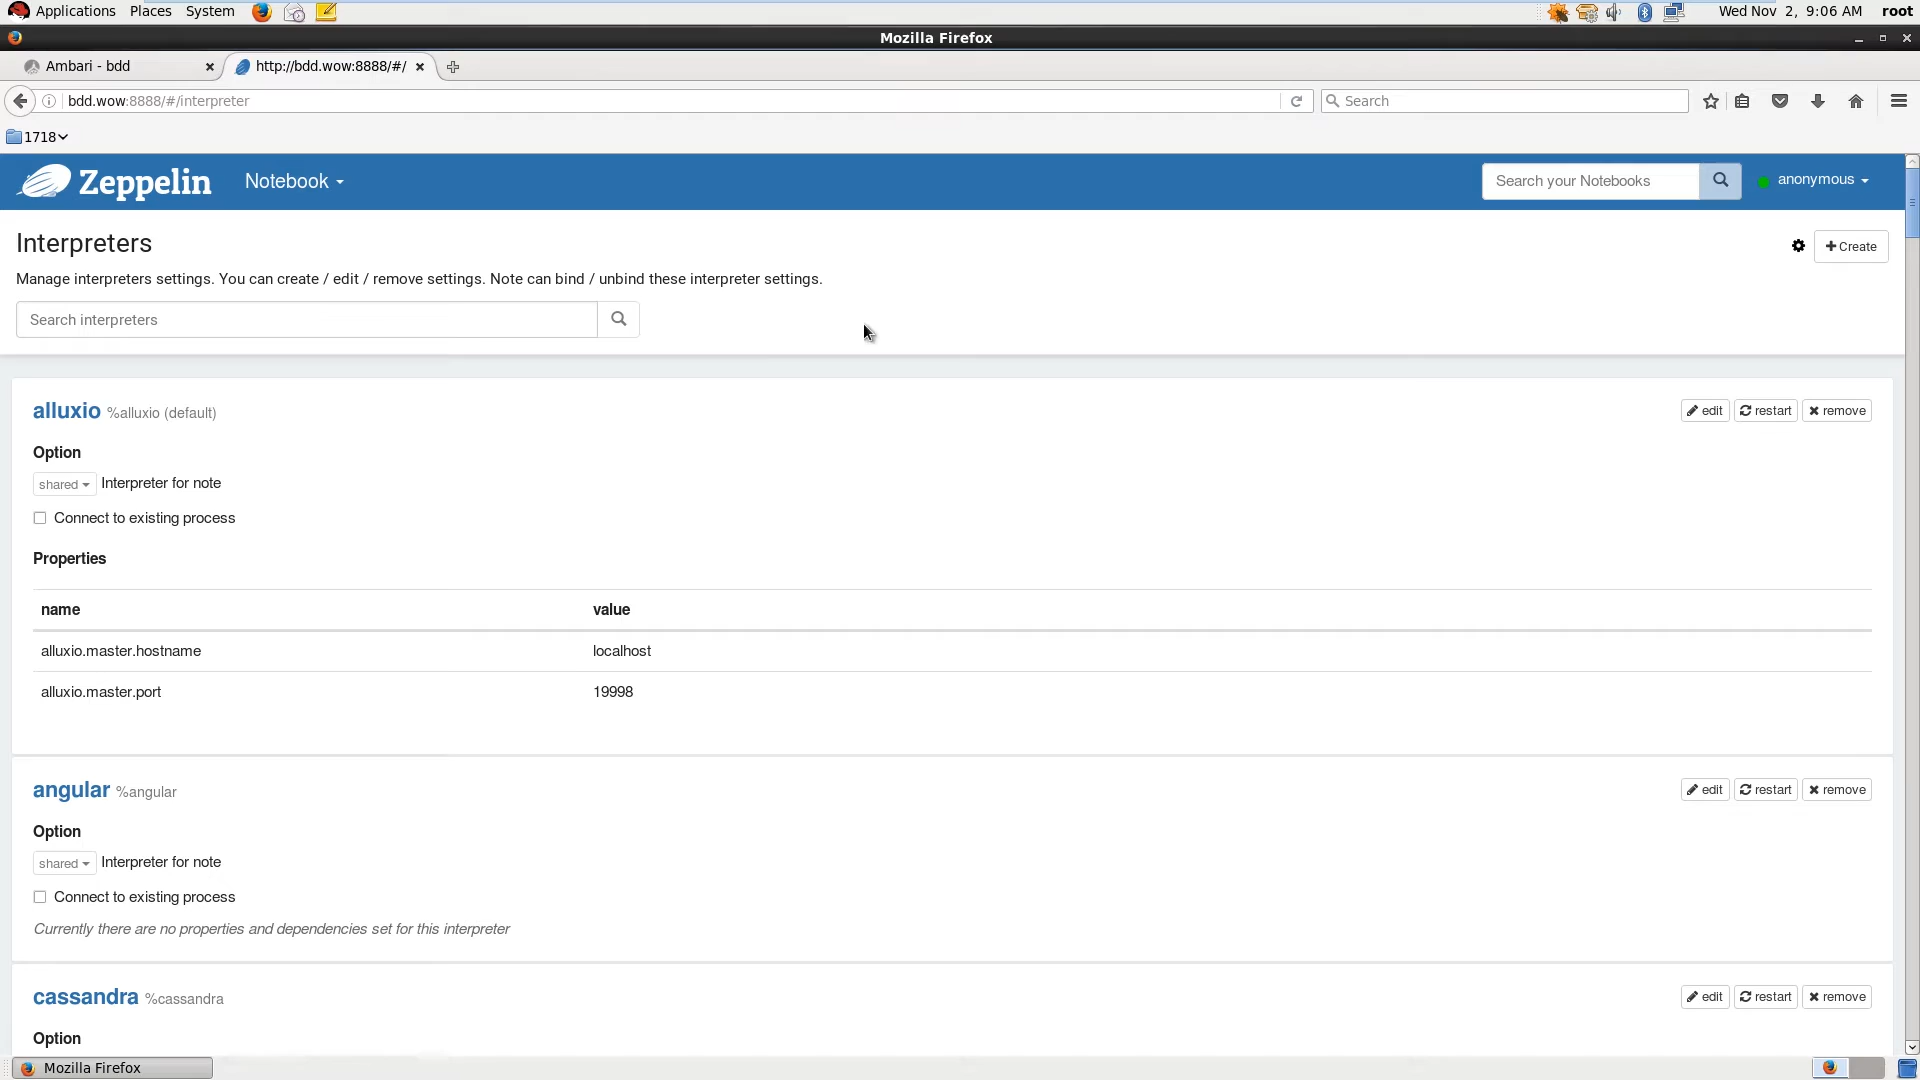 Applications Places System Wed Nov 2, 9:06 AM root
Mozilla Firefox
Ambari - bdd http://bdd.wow:8888/#/
bdd.wow:8888/#/interpreter Search
1718
Zeppelin Notebook Search your Notebooks anonymous
Interpreters Create
Manage interpreters settings. You can create / edit / remove settings. Note can bind / unbind these interpreter settings.
Search interpreters
alluxio %alluxio (default) edit restart remove
Option
shared Interpreter for note
Connect to existing process
Properties
name value
alluxio.master.hostname localhost
alluxio.master.port 19998
angular %angular edit restart remove
Option
shared Interpreter for note
Connect to existing process
Currently there are no properties and dependencies set for this interpreter
cassandra %cassandra edit restart remove
Option
Mozilla Firefox